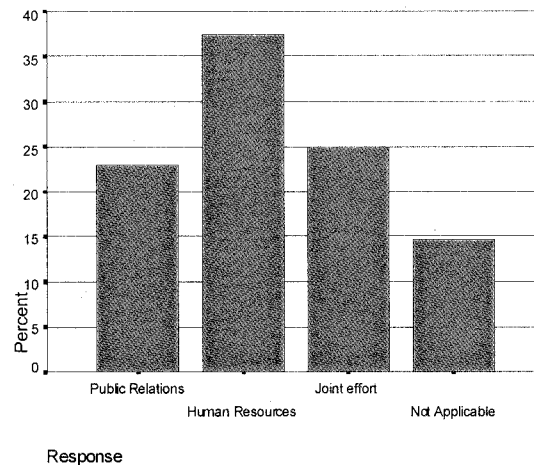 40
35
30
25
20
15
10
5
0
Percent
Public Relations
Human Resources
Joint effort
Not Applicable
Response